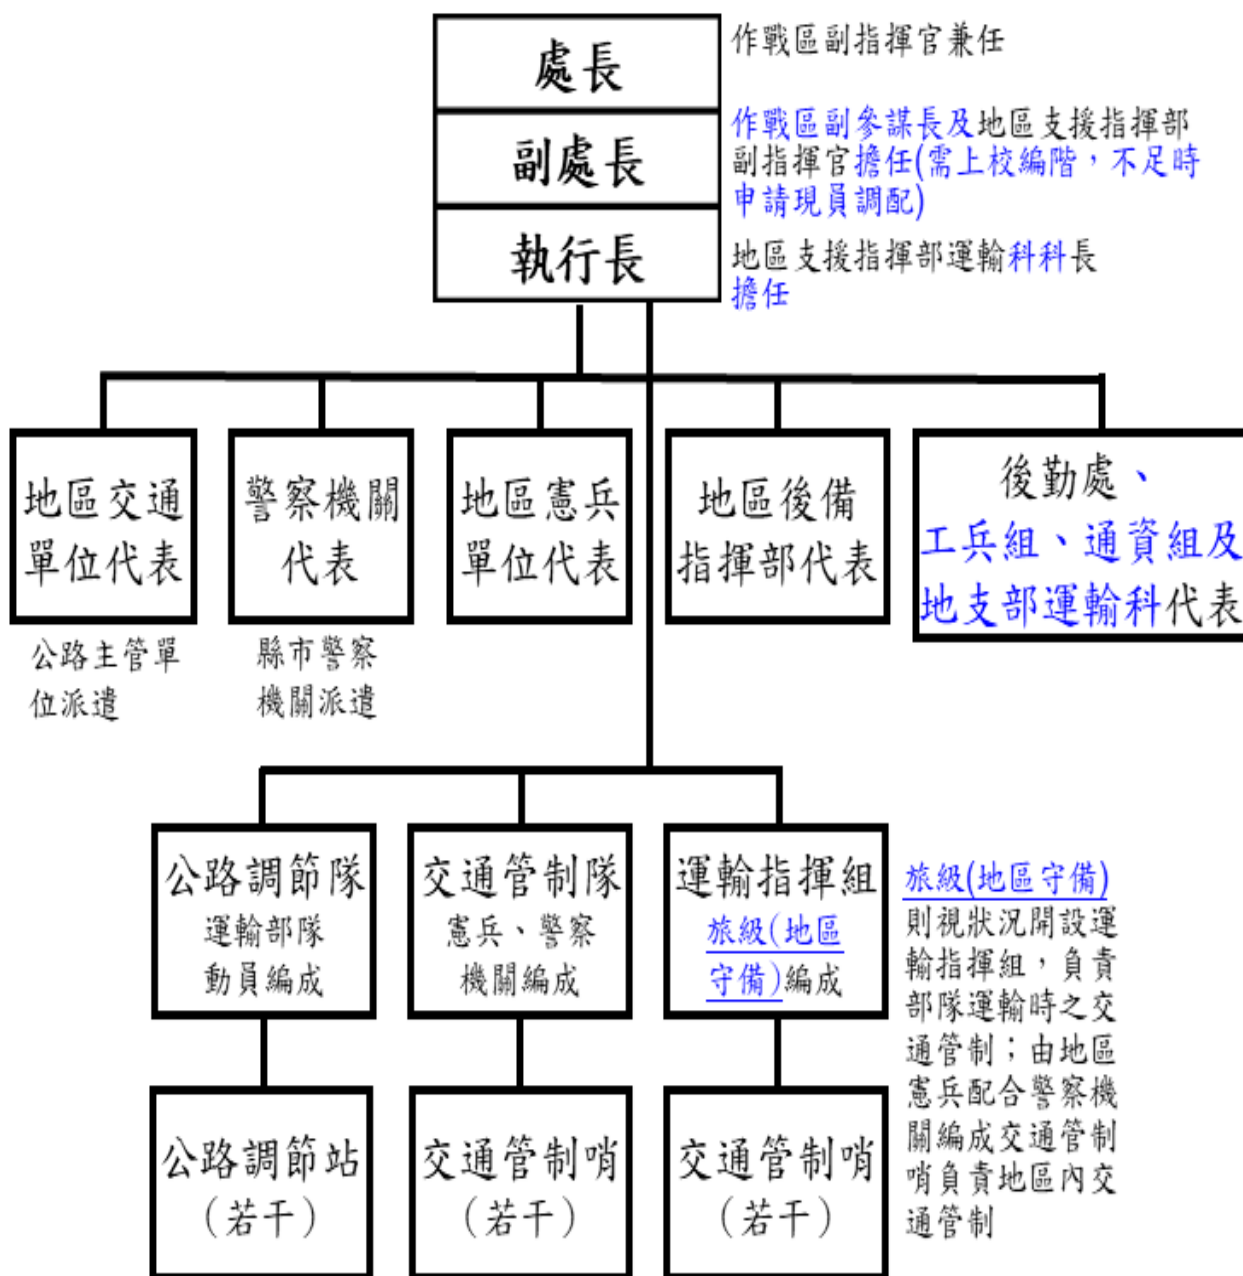 處長
作戰區副指揮官兼任
副處長
作戰區副參謀長及地區支援指揮部
副指揮官擔任(需上校編階，不足時
申請現員調配)
執行長
地區支援指揮部運輸科科長
擔任
地區交通
單位代表
公路主管單
位派遣
警察機關
代表
縣市警察
機關派遣
地區憲兵
單位代表
地區後備
指揮部代表
後勤處、
工兵組、通資組及
地支部運輸科代表
公路調節隊
運輸部隊
動員編成
交通管制隊
憲兵、警察
機關編成
運輸指揮組
旅級(地區
守備)編成
旅級(地區守備)
則視狀況開設運
輸指揮組，負責
部隊運輸時之交
通管制；由地區
憲兵配合警察機
關編成交通管制
哨負責地區內交
通管制
公路調節站
(若干)
交通管制哨
(若干)
交通管制哨
(若干)